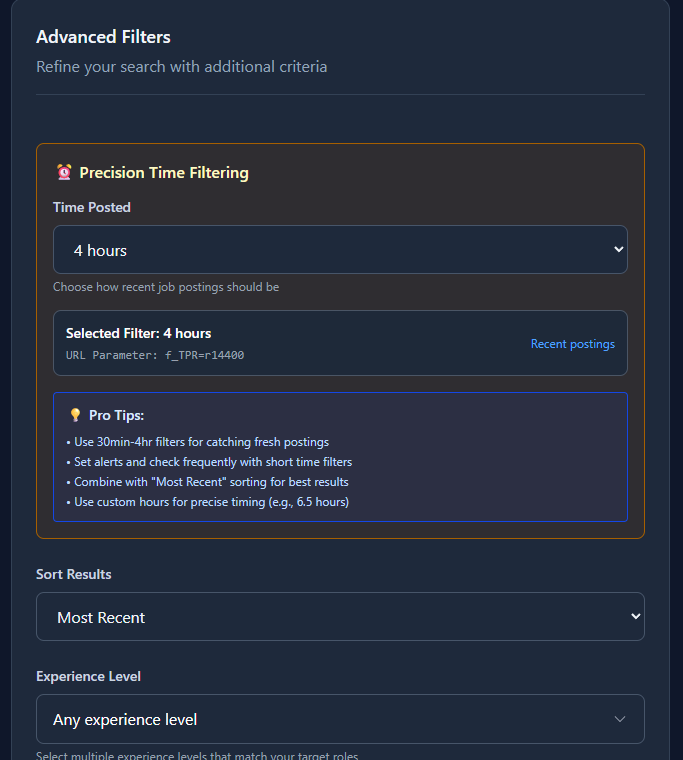 Advanced Filters
Refine your search with additional criteria
⏰ Precision Time Filtering
Time Posted
4 hours
Choose how recent job postings should be
Selected Filter: 4 hours
URL Parameter: f_TPR=r14400
Recent postings
💡 Pro Tips:
• Use 30min-4hr filters for catching fresh postings
• Set alerts and check frequently with short time filters
• Combine with "Most Recent" sorting for best results
• Use custom hours for precise timing (e.g., 6.5 hours)
Sort Results
Most Recent
Experience Level
Any experience level
Select multiple experience levels that match your target roles